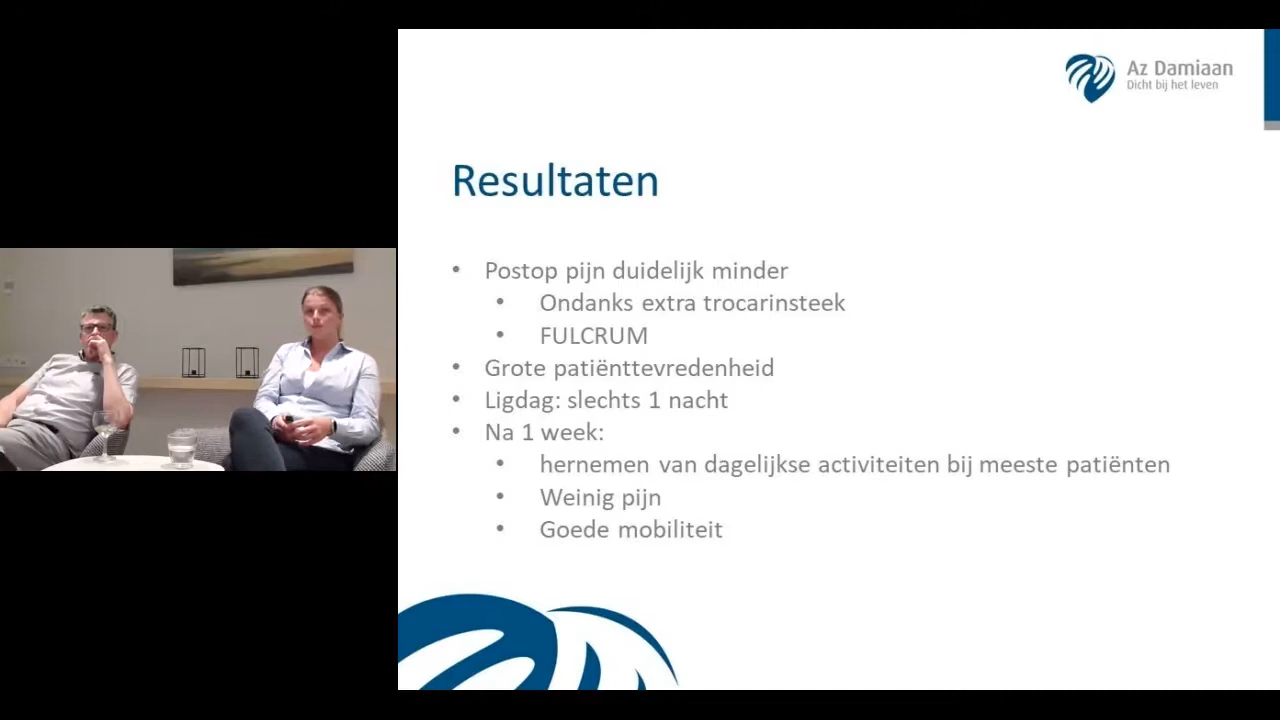 Az Damiaan
Dicht bij het leven
Resultaten
• Postop pijn duidelijk minder
• Ondanks extra trocarinsteek
• FULCRUM
• Grote patiënttevredenheid
• Ligdag: slechts 1 nacht
• Na 1 week:
• hernemen van dagelijkse activiteiten bij meeste patiënten
• Weinig pijn
• Goede mobiliteit